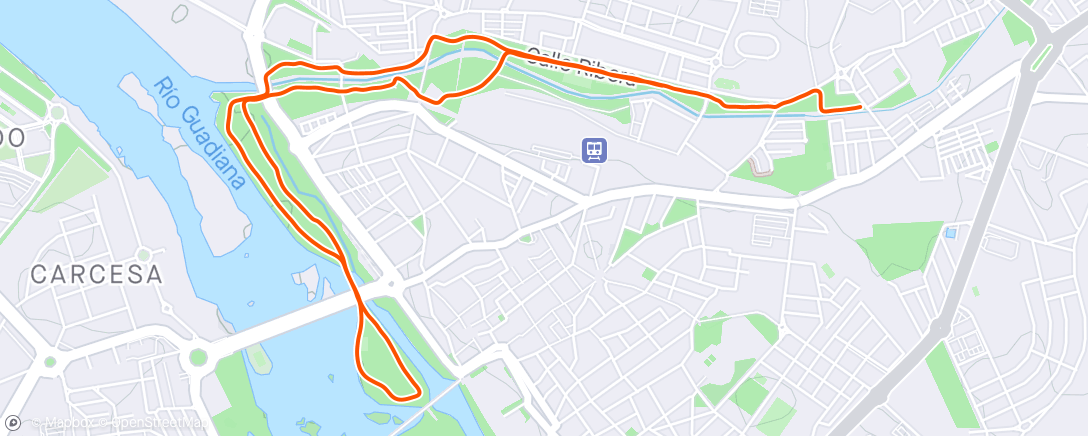 Calle Ribera
Río Guadiana
DO
CARCESA
© Mapbox © OpenStreetMap